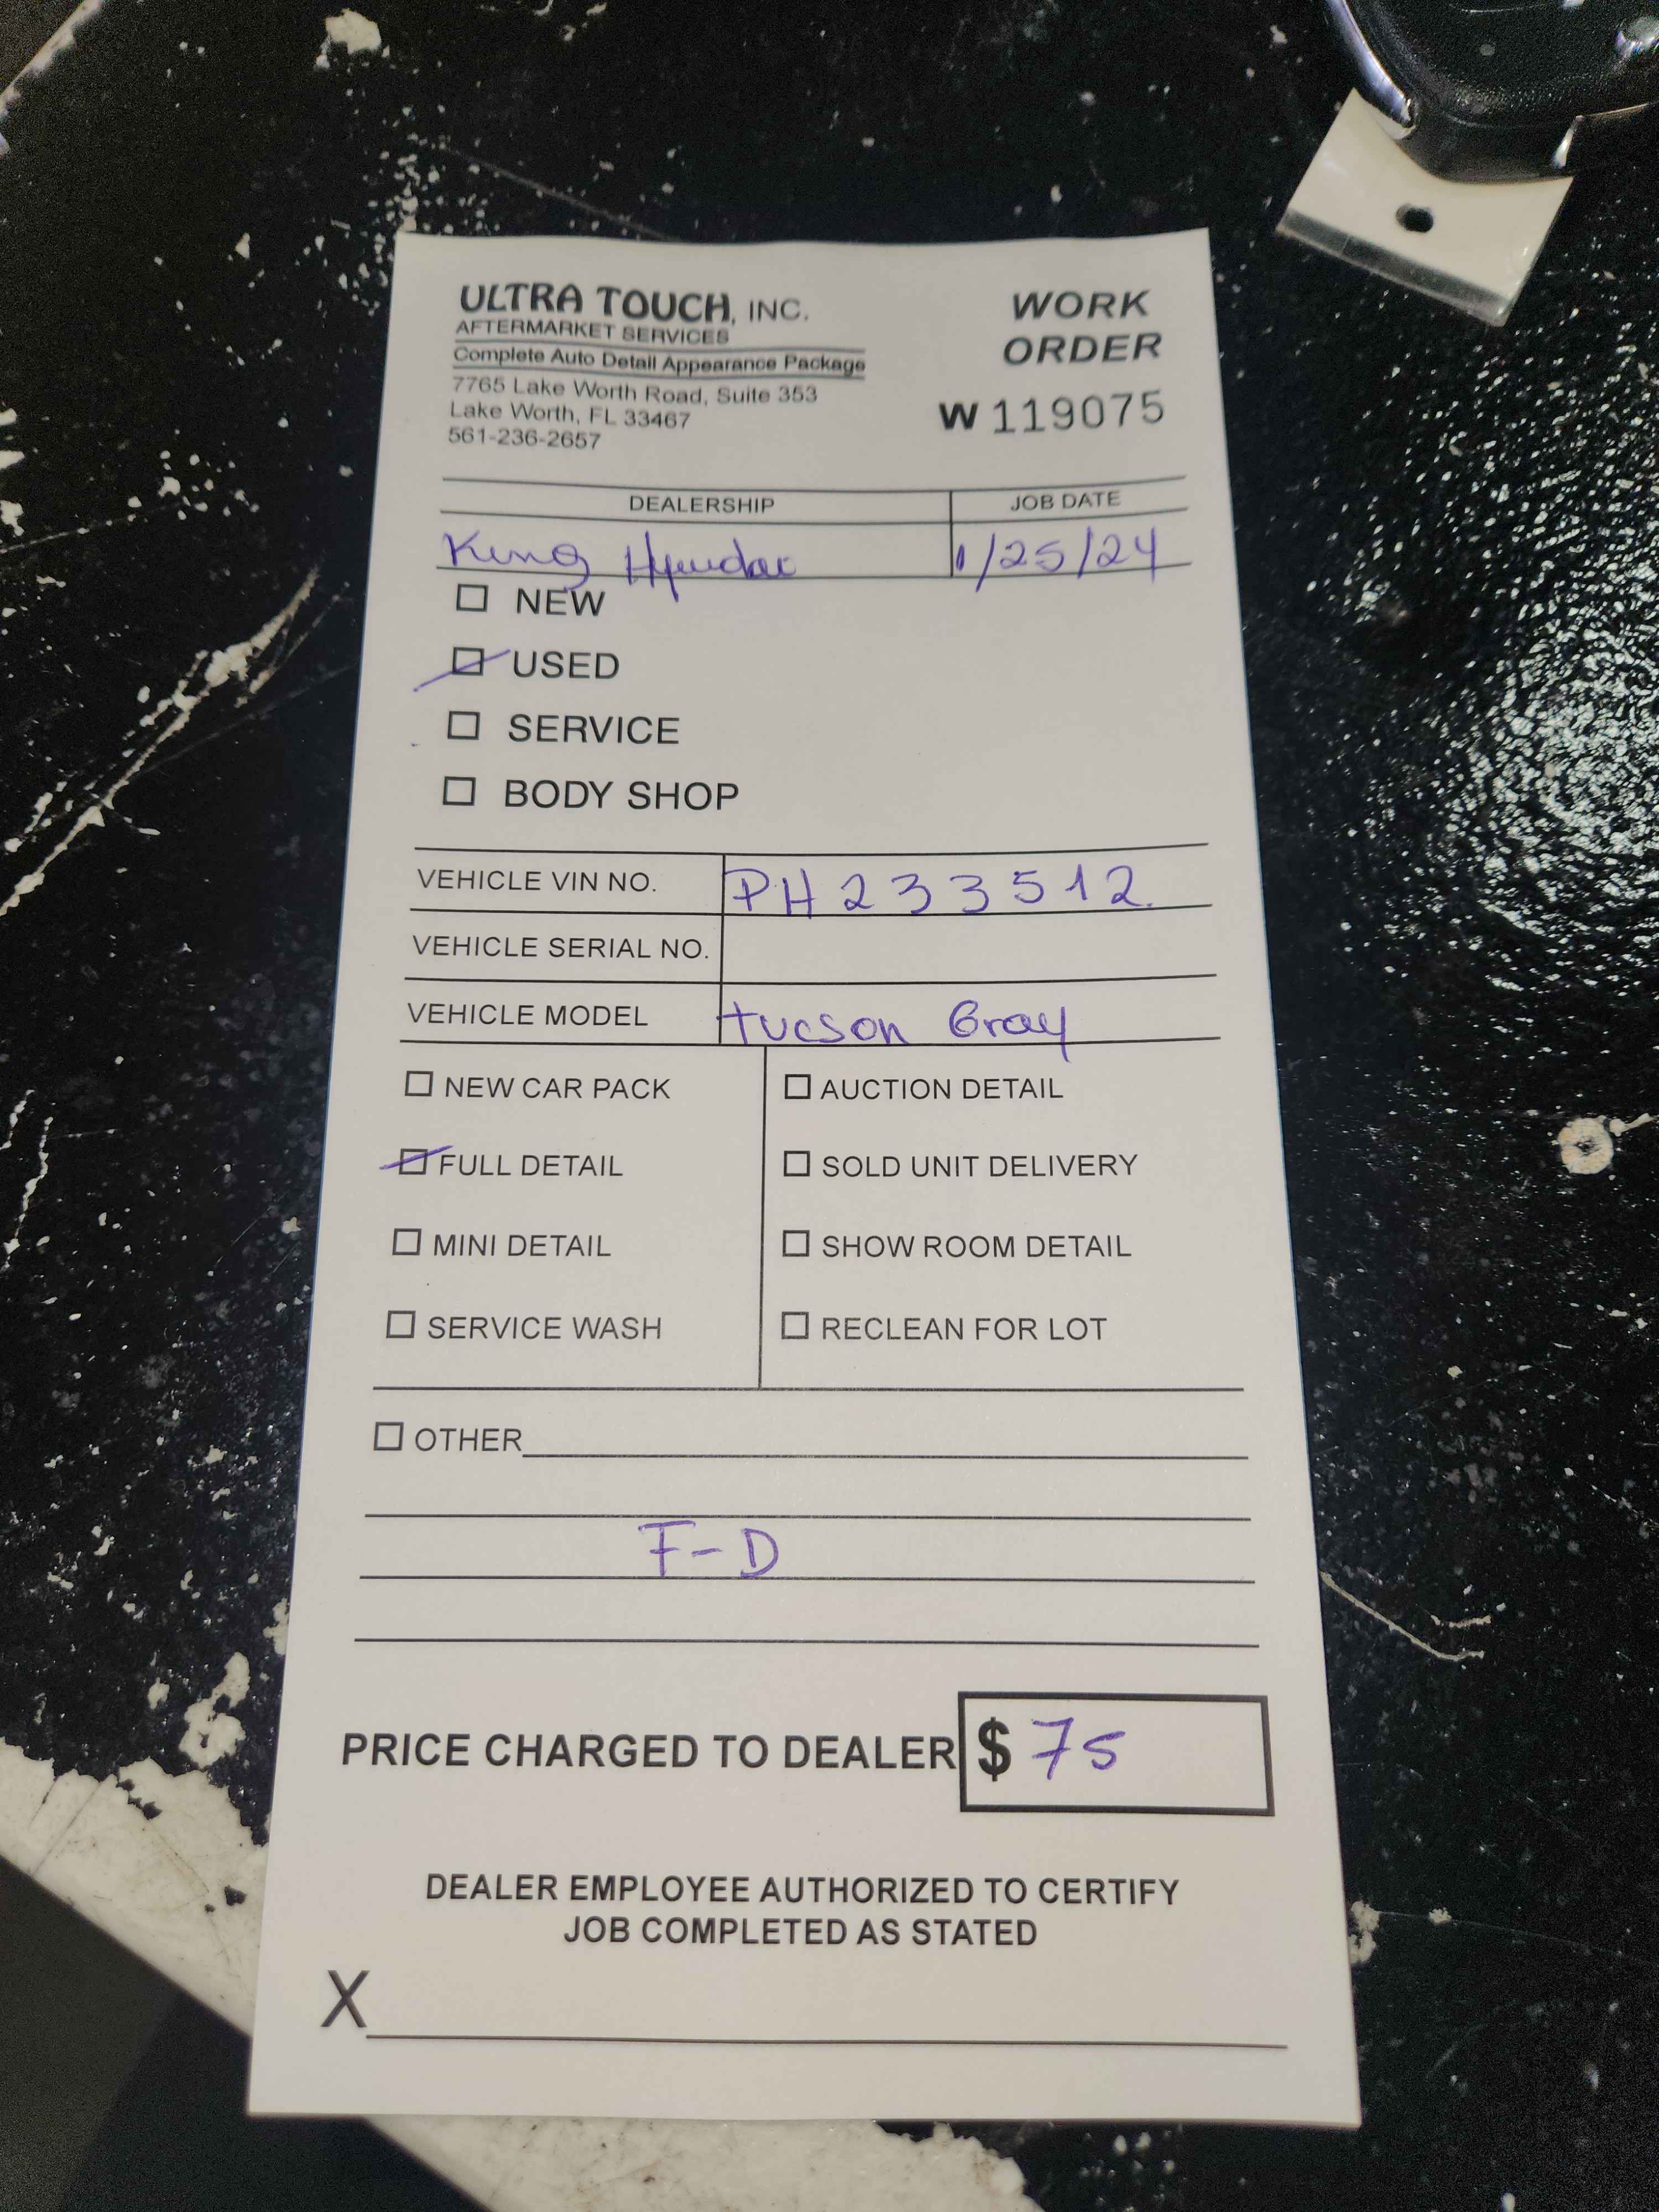 ULTRA TOUCH, INC.
AFTERMARKET SERVICES
Complete Auto Detail Appearance Package
7765 Lake Worth Road, Suite 353
Lake Worth, FL 33467
561-236-2657
WORK
ORDER
W 119075
DEALERSHIP JOB DATE
King Hyundai 1/25/24
NEW
USED
SERVICE
BODY SHOP
VEHICLE VIN NO. PH233512
VEHICLE SERIAL NO.
VEHICLE MODEL tucson Gray
NEW CAR PACK AUCTION DETAIL
FULL DETAIL SOLD UNIT DELIVERY
MINI DETAIL SHOW ROOM DETAIL
SERVICE WASH RECLEAN FOR LOT
OTHER
F-D
PRICE CHARGED TO DEALER $ 75
DEALER EMPLOYEE AUTHORIZED TO CERTIFY
JOB COMPLETED AS STATED
X